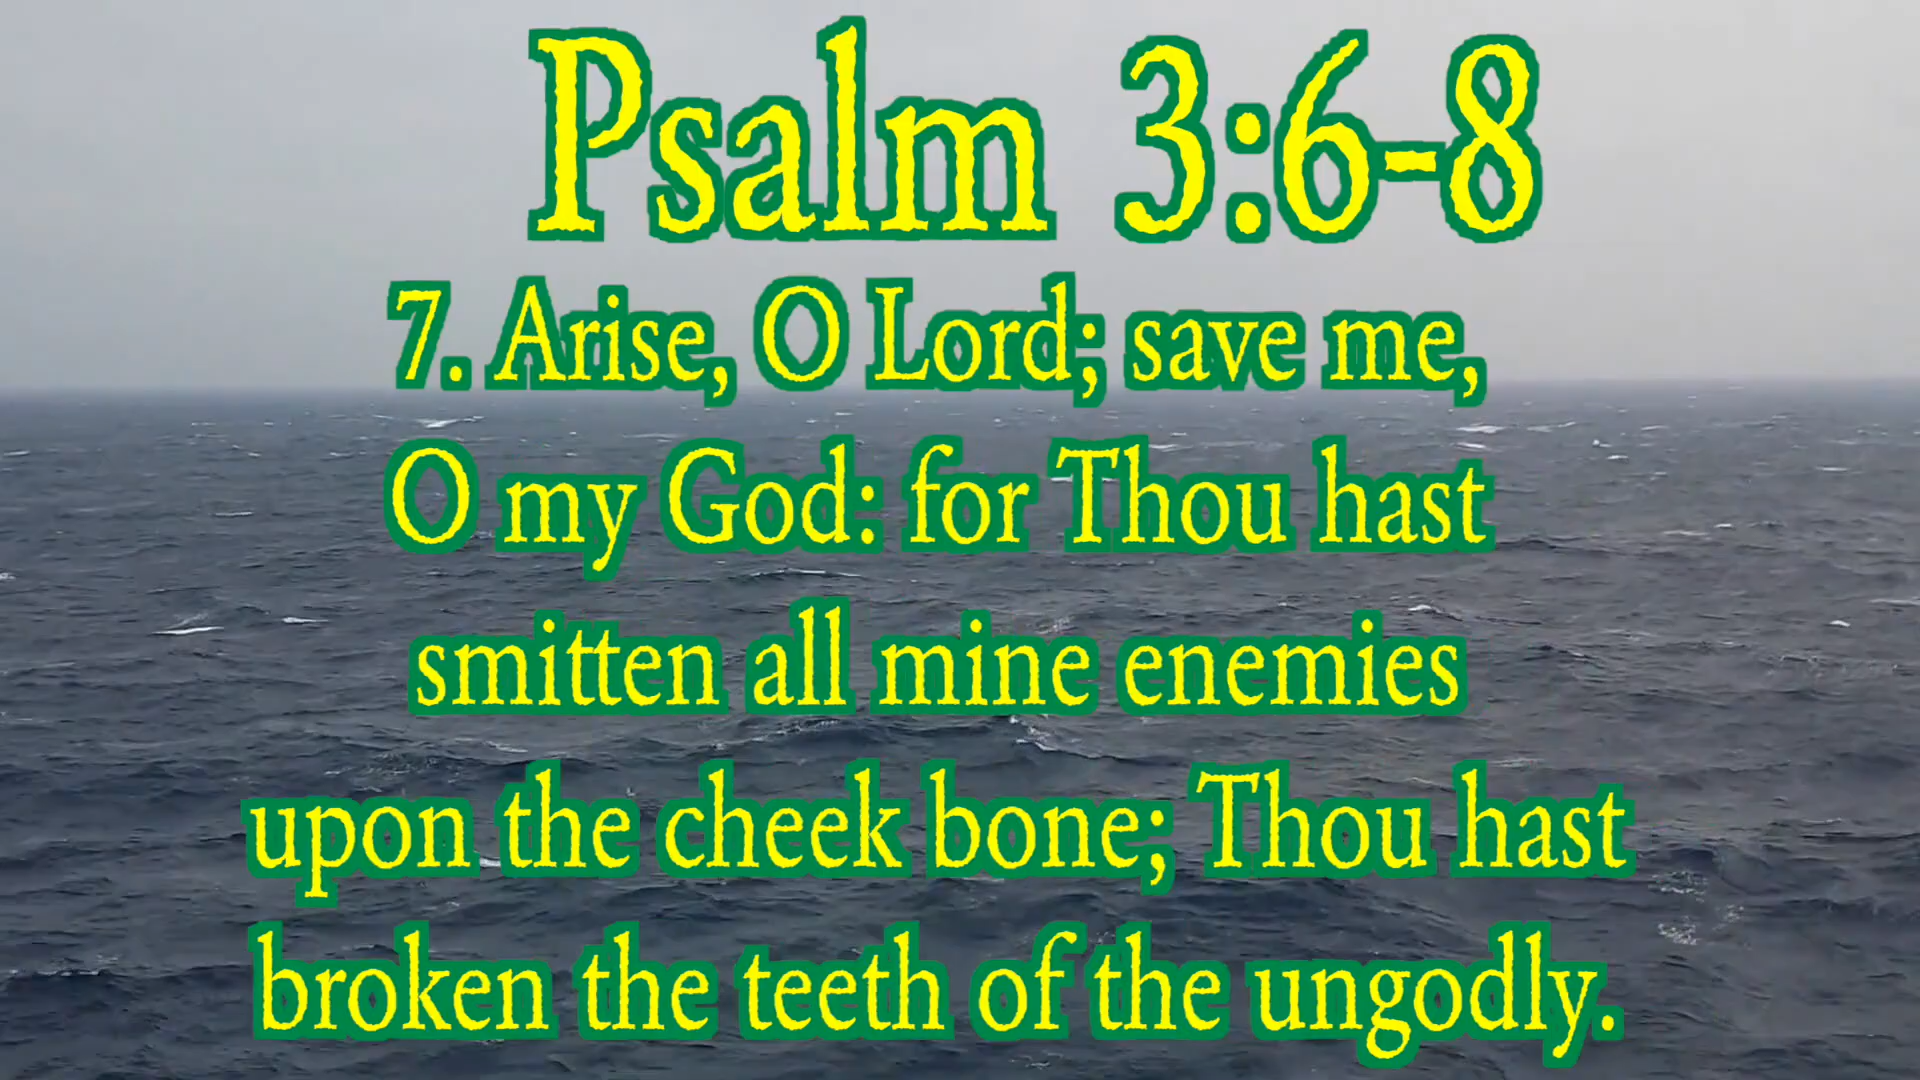 Psalm 3:6-8
7. Arise, O Lord; save me,
O my God: for Thou hast
smitten all mine enemies
upon the cheek bone; Thou hast
broken the teeth of the ungodly.